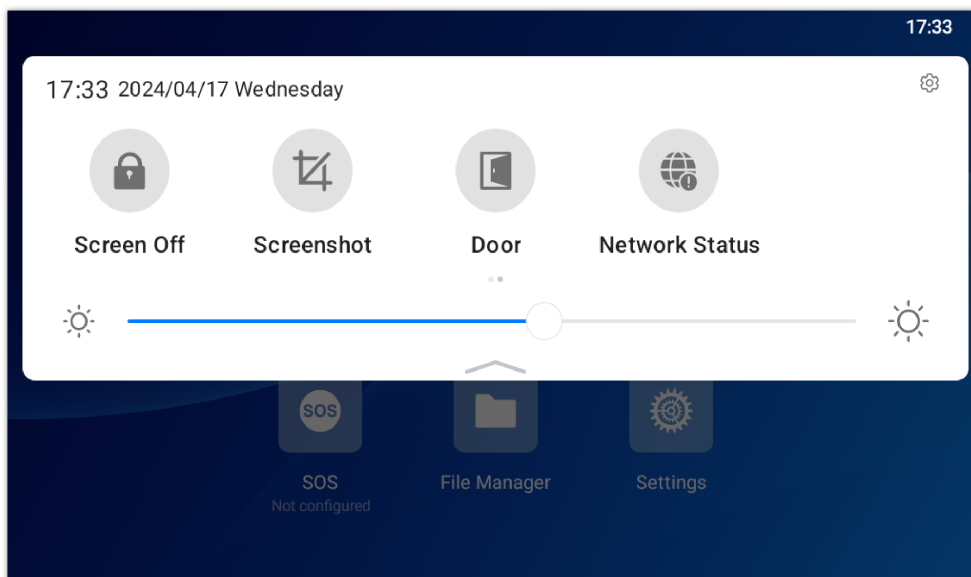 17:33
17:33 2024/04/17 Wednesday
Screen Off Screenshot Door Network Status
SOS
SOS File Manager Settings
Not configured